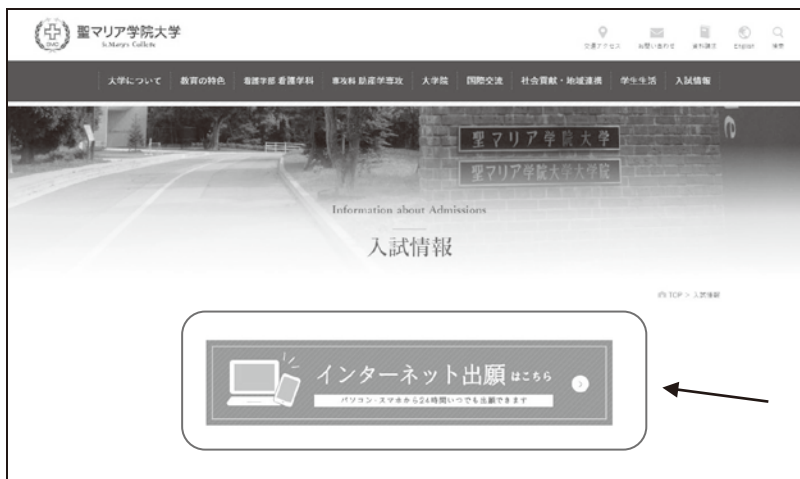 聖マリア学院大学
St.Mary's College
交通アクセス
お問い合わせ
資料請求
English
検索
大学について
教育の特色
看護学部 看護学科
専攻科 助産学専攻
大学院
国際交流
社会貢献・地域連携
学生生活
入試情報
聖マリア学院大学
聖マリア学院大学大学院
Information about Admissions
入試情報
TOP > 入試情報
インターネット出願 はこちら
パソコン・スマホから24時間いつでも出願できます